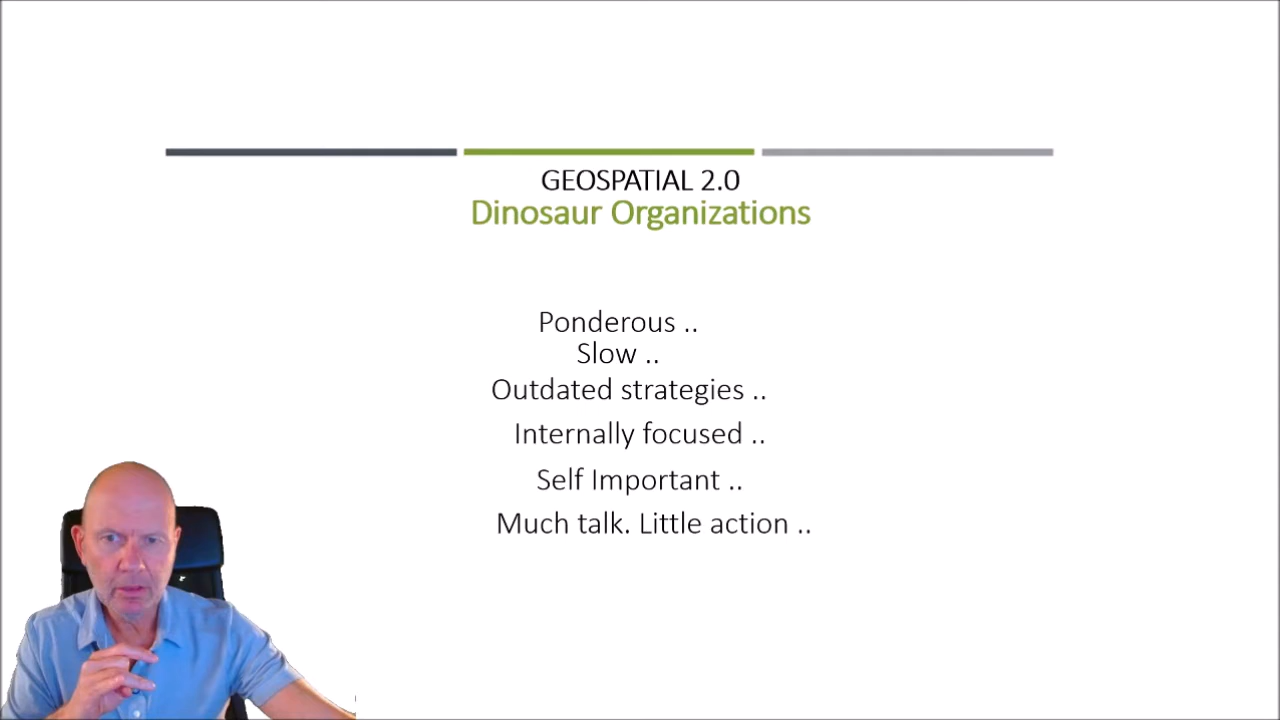 GEOSPATIAL 2.0
Dinosaur Organizations
Ponderous ..
Slow ..
Outdated strategies ..
Internally focused ..
Self Important ..
Much talk. Little action ..